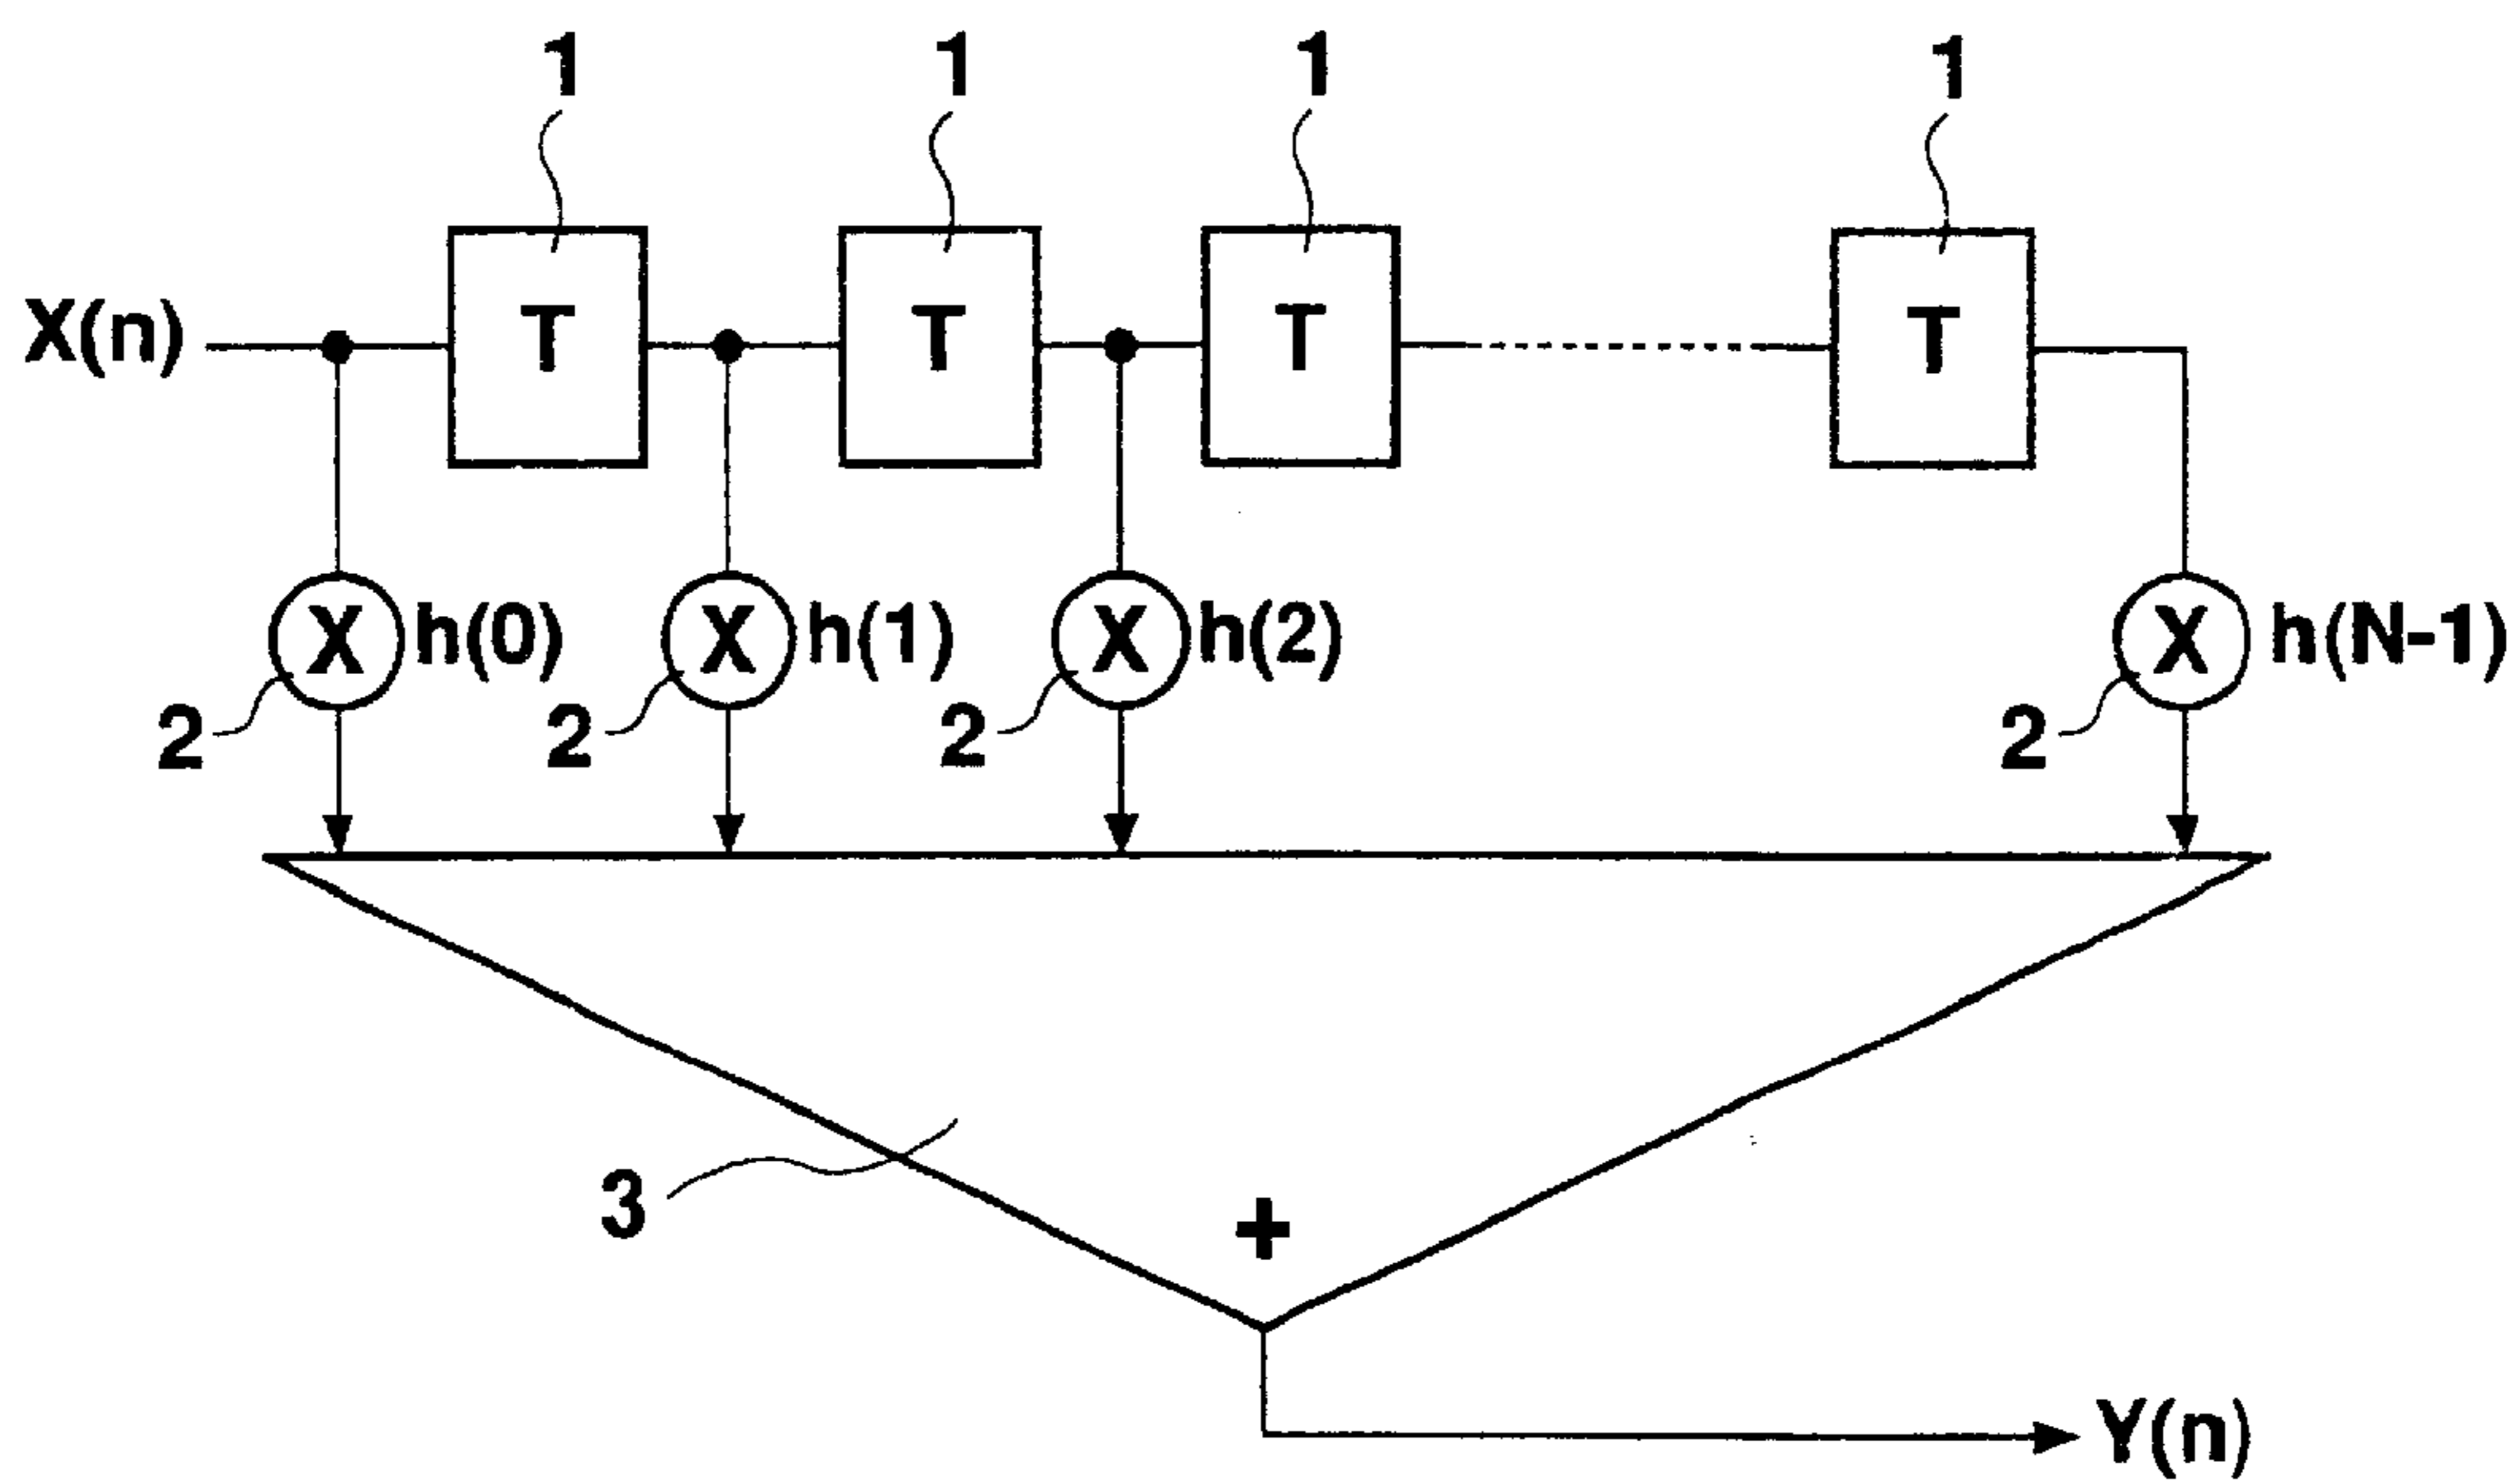 1 1 1 1
X(n) T T T T
X h(0) X h(1) X h(2) X h(N-1)
2 2 2 2
3
+
Y(n)